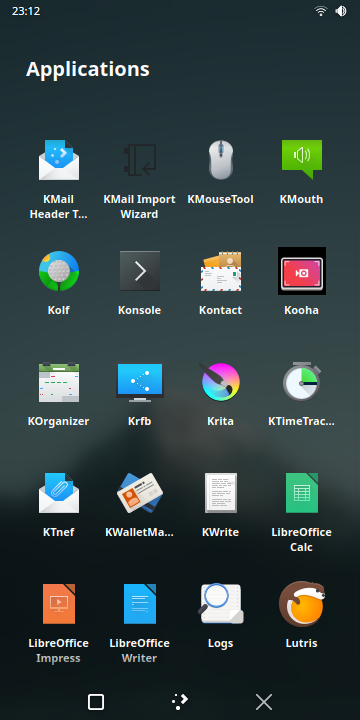 23:12
Applications
KMail Header T...
KMail Import Wizard
KMouseTool
KMouth
Kolf
Konsole
Kontact
Kooha
KOrganizer
Krfb
Krita
KTimeTrac...
KTnef
KWalletMa...
KWrite
LibreOffice Calc
LibreOffice Impress
LibreOffice Writer
Logs
Lutris